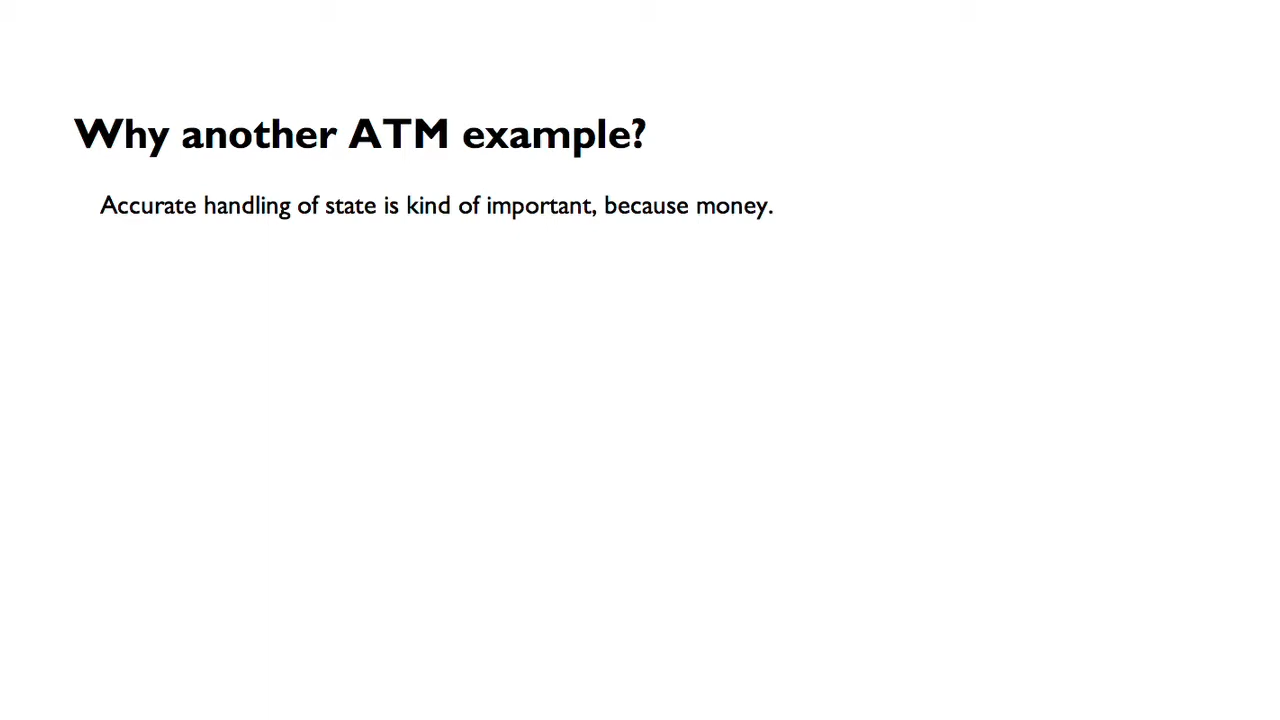 Why another ATM example?
Accurate handling of state is kind of important, because money.